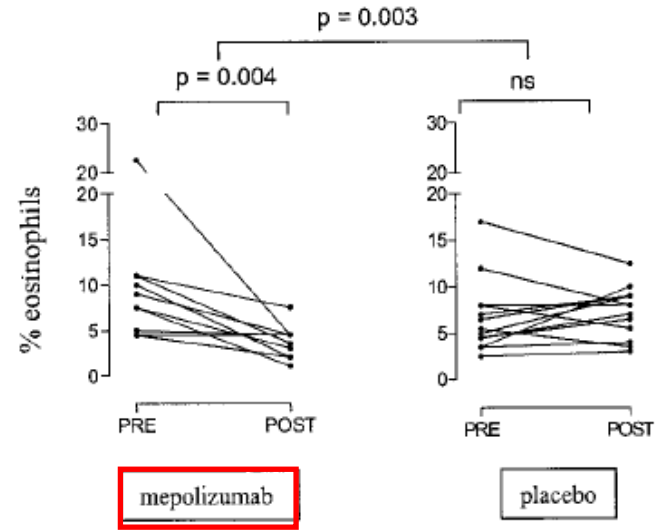 p = 0.003
p = 0.004
ns
% eosinophils
30
20
20
15
10
5
0
30
20
20
15
10
5
0
PRE
POST
PRE
POST
mepolizumab
placebo